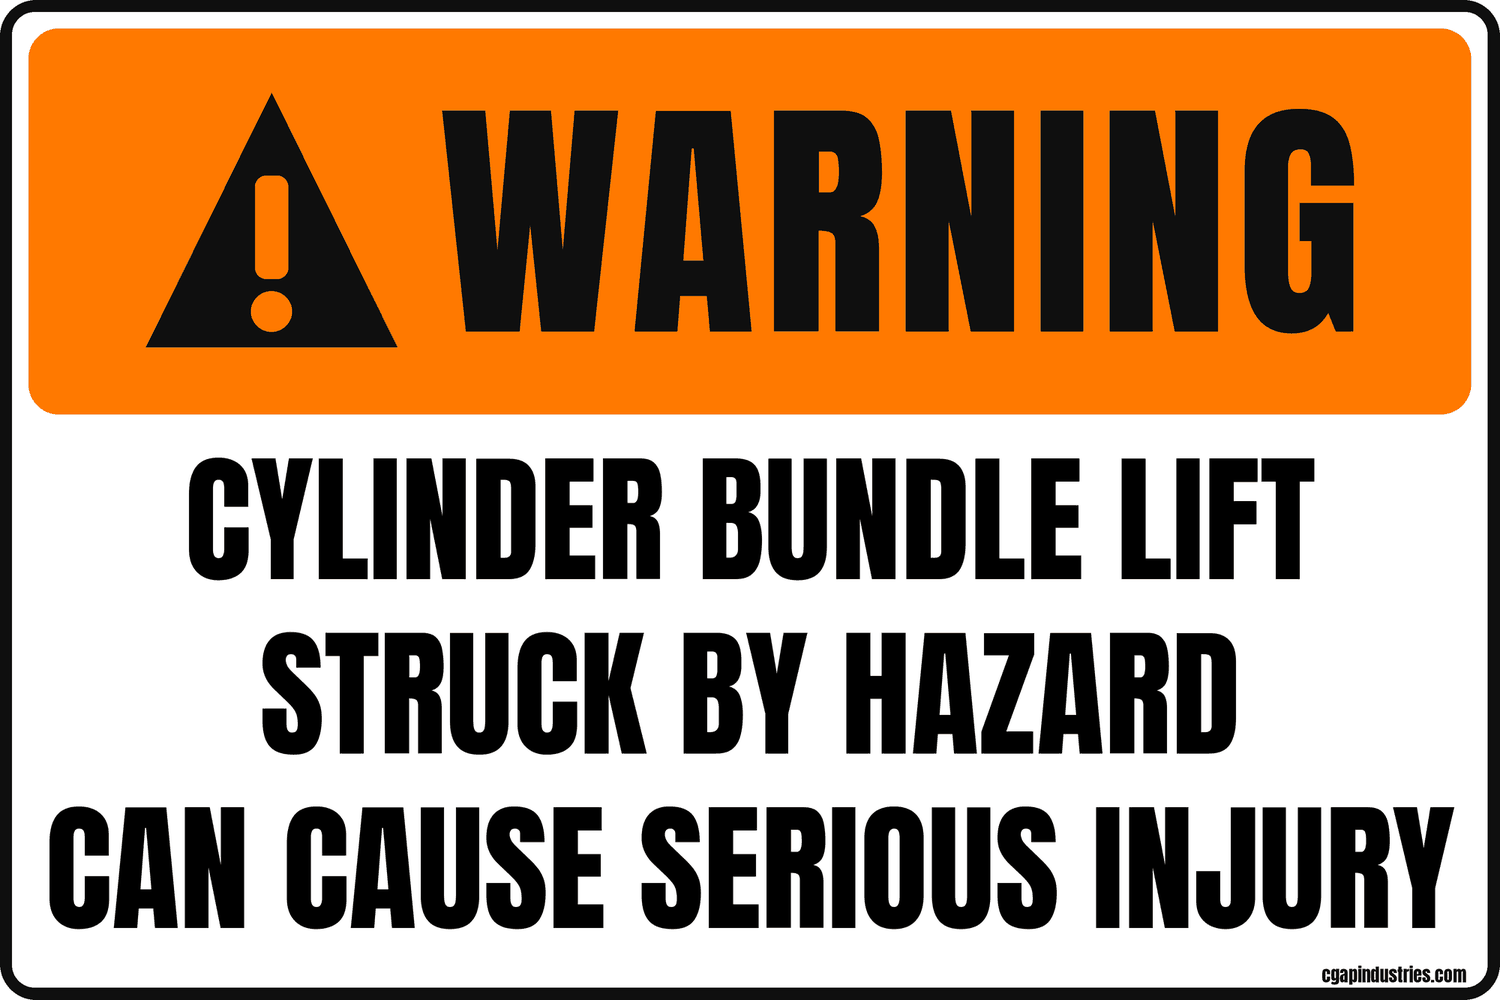 WARNING
CYLINDER BUNDLE LIFT
STRUCK BY HAZARD
CAN CAUSE SERIOUS INJURY
cgapindustries.com